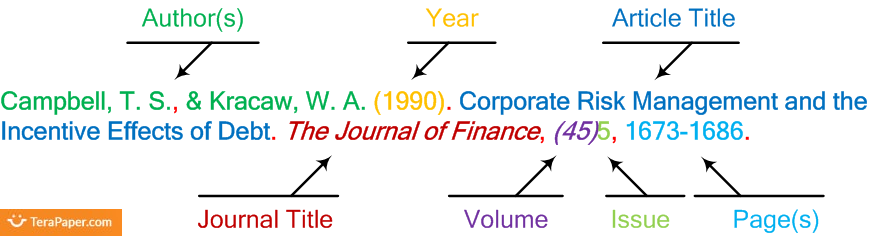 Author(s) Year Article Title
Campbell, T. S., & Kracaw, W. A. (1990). Corporate Risk Management and the
Incentive Effects of Debt. The Journal of Finance, (45)5, 1673-1686.
Journal Title Volume Issue Page(s)
TeraPaper.com